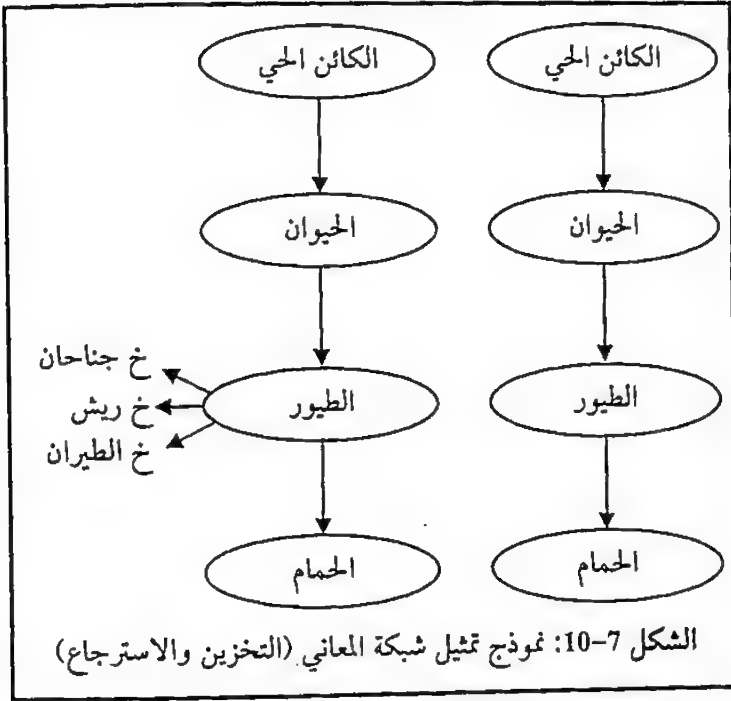 الكائن الحي
الكائن الحي
الحيوان
الحيوان
الطيور
الطيور
خ جناحان
خ ريش
خ الطيران
الحمام
الحمام
الشكل 7-10: نموذج تمثيل شبكة المعاني (التخزين والاسترجاع)